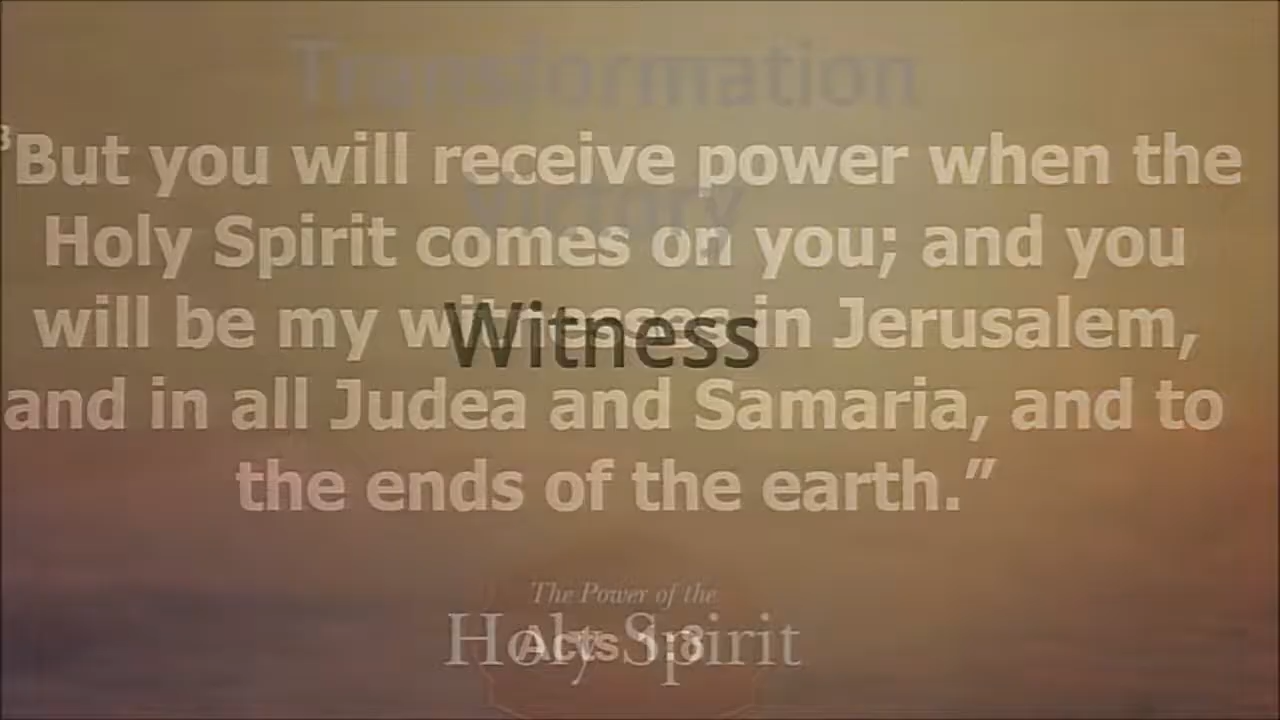 Transformation
8But you will receive power when the
Victory
Holy Spirit comes on you; and you
will be my witnesses in Jerusalem,
Witness
and in all Judea and Samaria, and to
the ends of the earth.”
The Power of the
Holy Spirit
Acts 1:8